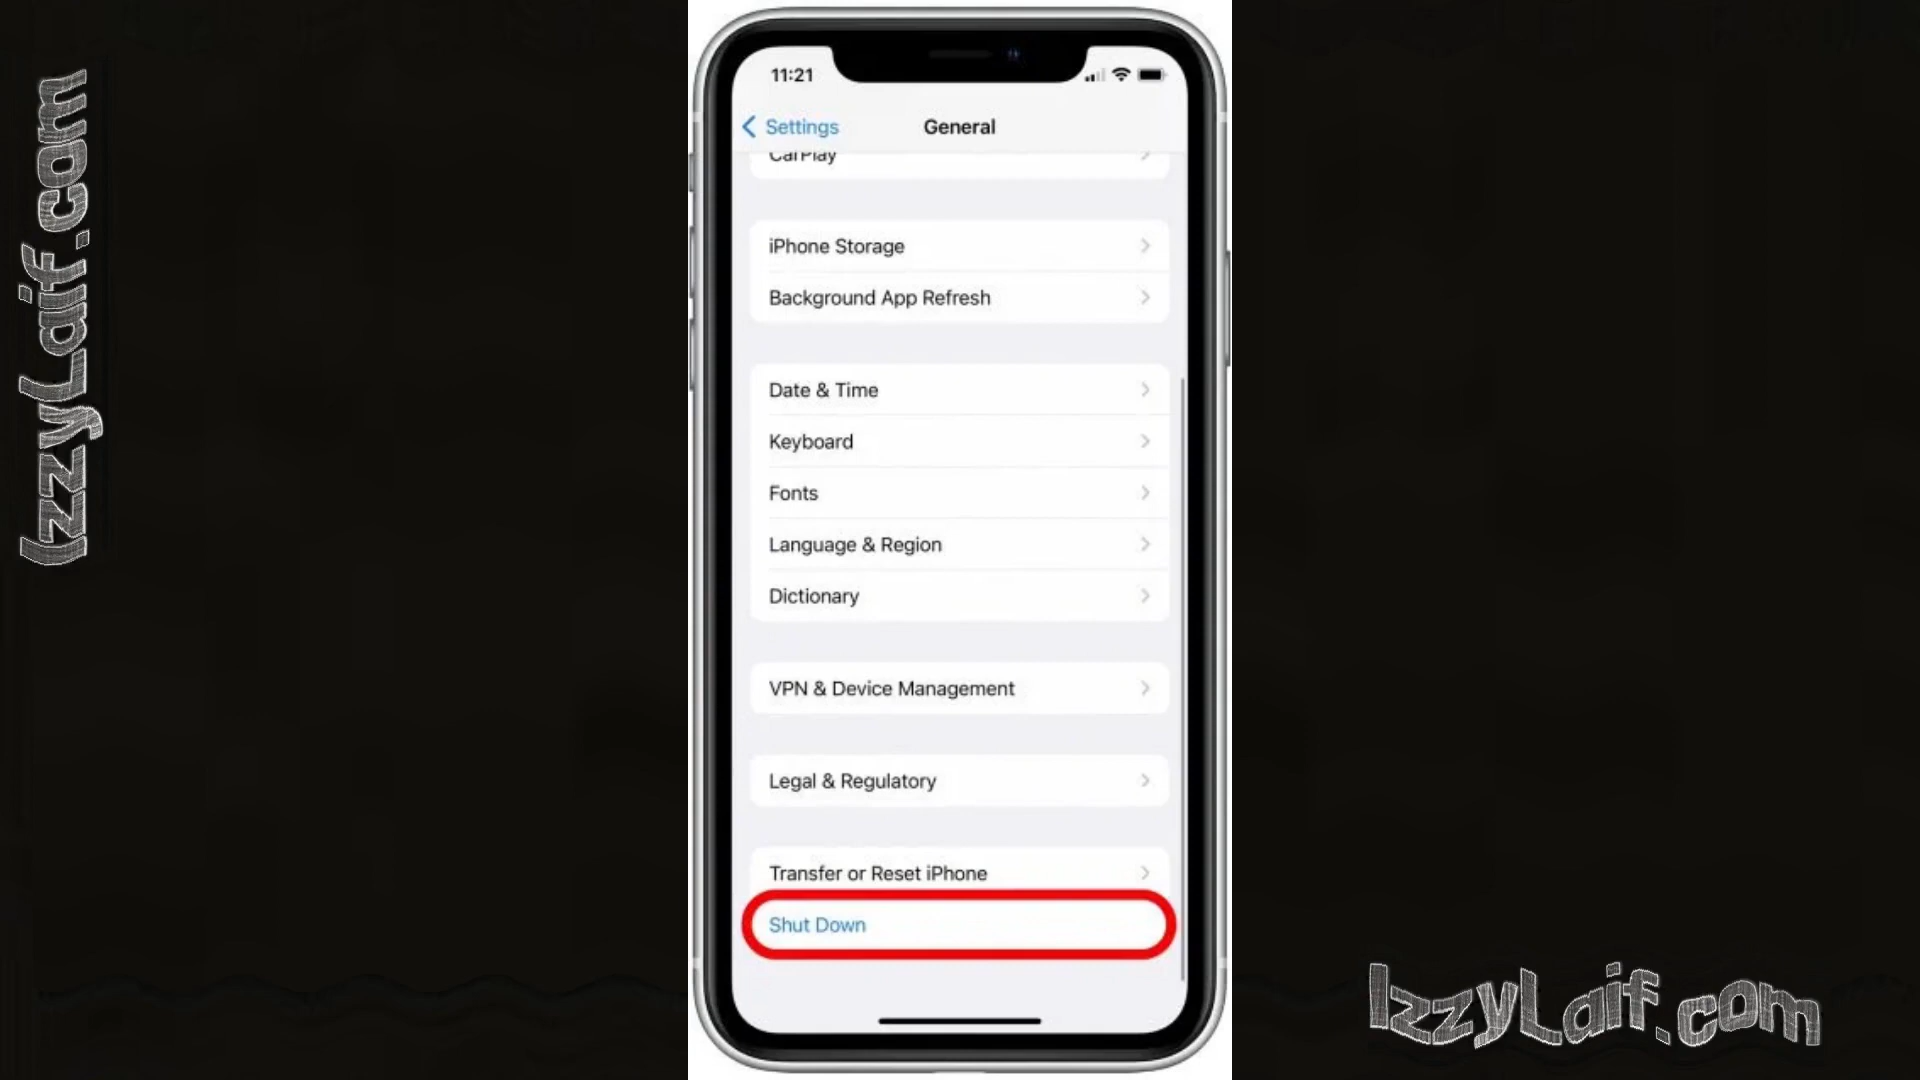 IzzyLaif.com
11:21
Settings
General
CarPlay
iPhone Storage
Background App Refresh
Date & Time
Keyboard
Fonts
Language & Region
Dictionary
VPN & Device Management
Legal & Regulatory
Transfer or Reset iPhone
Shut Down
IzzyLaif.com